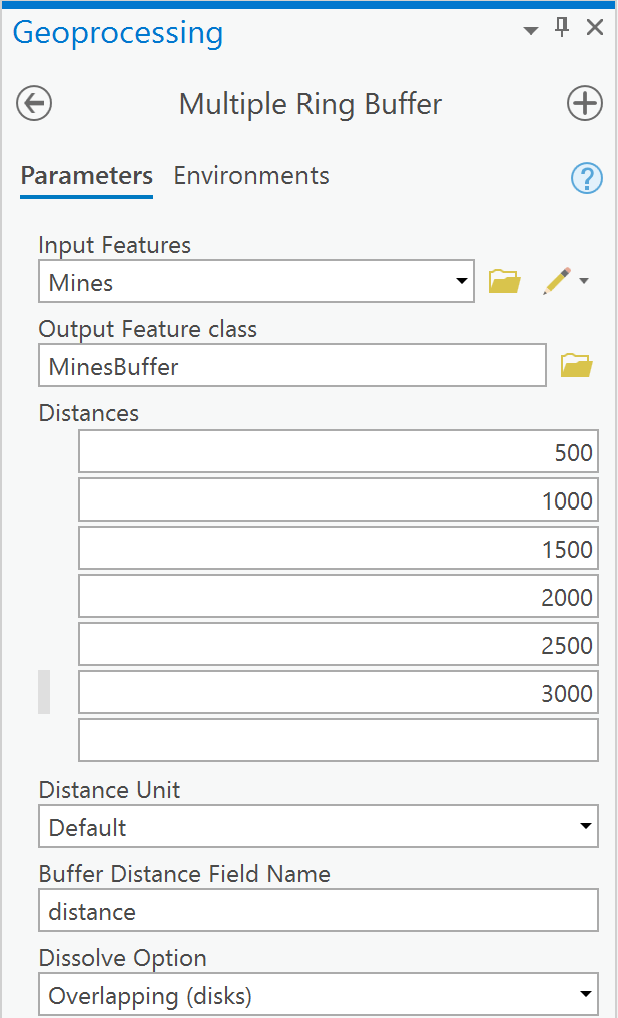 Geoprocessing
Multiple Ring Buffer
Parameters Environments
?
Input Features
Mines
Output Feature class
MinesBuffer
Distances
500
1000
1500
2000
2500
3000
Distance Unit
Default
Buffer Distance Field Name
distance
Dissolve Option
Overlapping (disks)